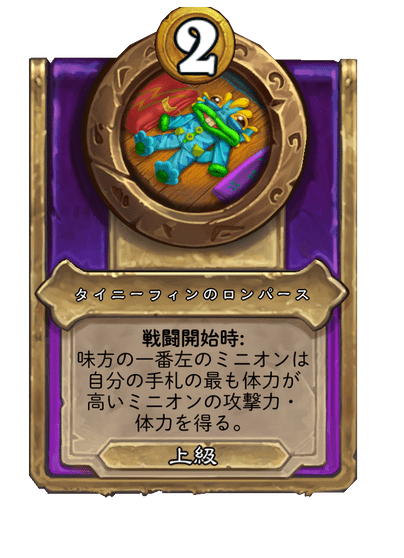 2
タイニーフィンのロンパース
戦闘開始時:
味方の一番左のミニオンは
自分の手札の最も体力が
高いミニオンの攻撃力・
体力を得る。
上級